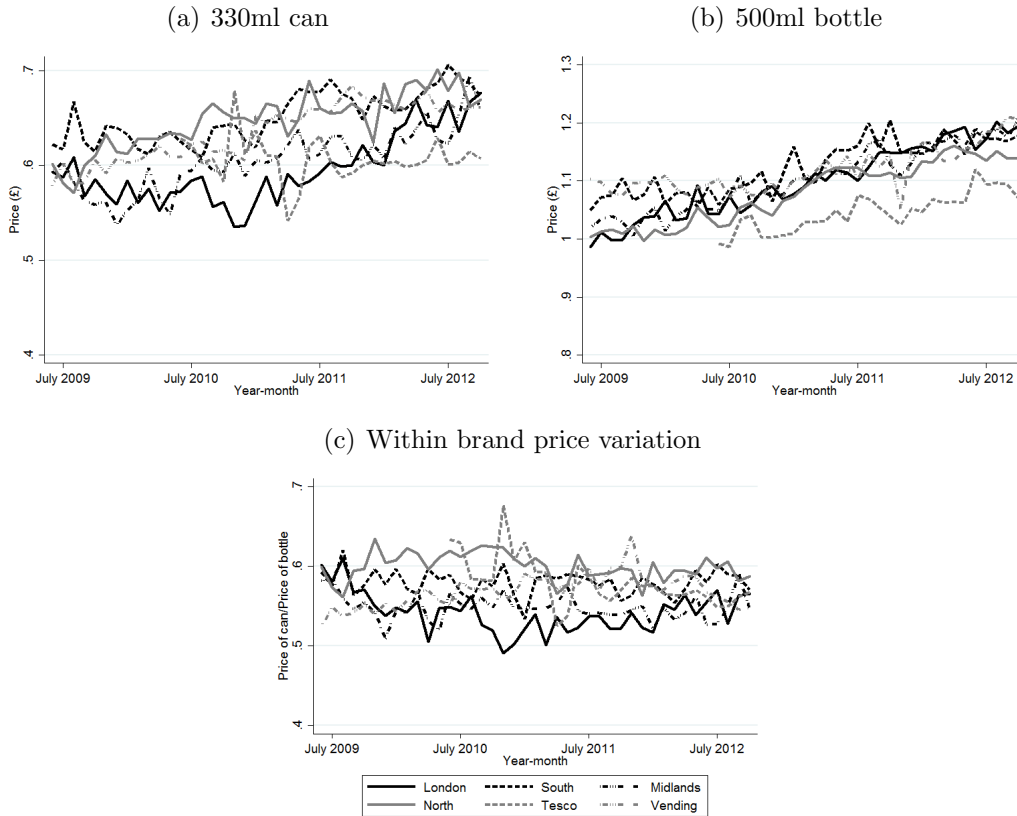 (a) 330ml can
.7
.6
.5
.4
Price (£)
July 2009
July 2010
July 2011
July 2012
Year-month
(b) 500ml bottle
1.3
1.2
1.1
1
.9
.8
Price (£)
July 2009
July 2010
July 2011
July 2012
Year-month
(c) Within brand price variation
.7
.6
.5
.4
Price of can/Price of bottle
July 2009
July 2010
July 2011
July 2012
Year-month
London South Midlands
North Tesco Vending